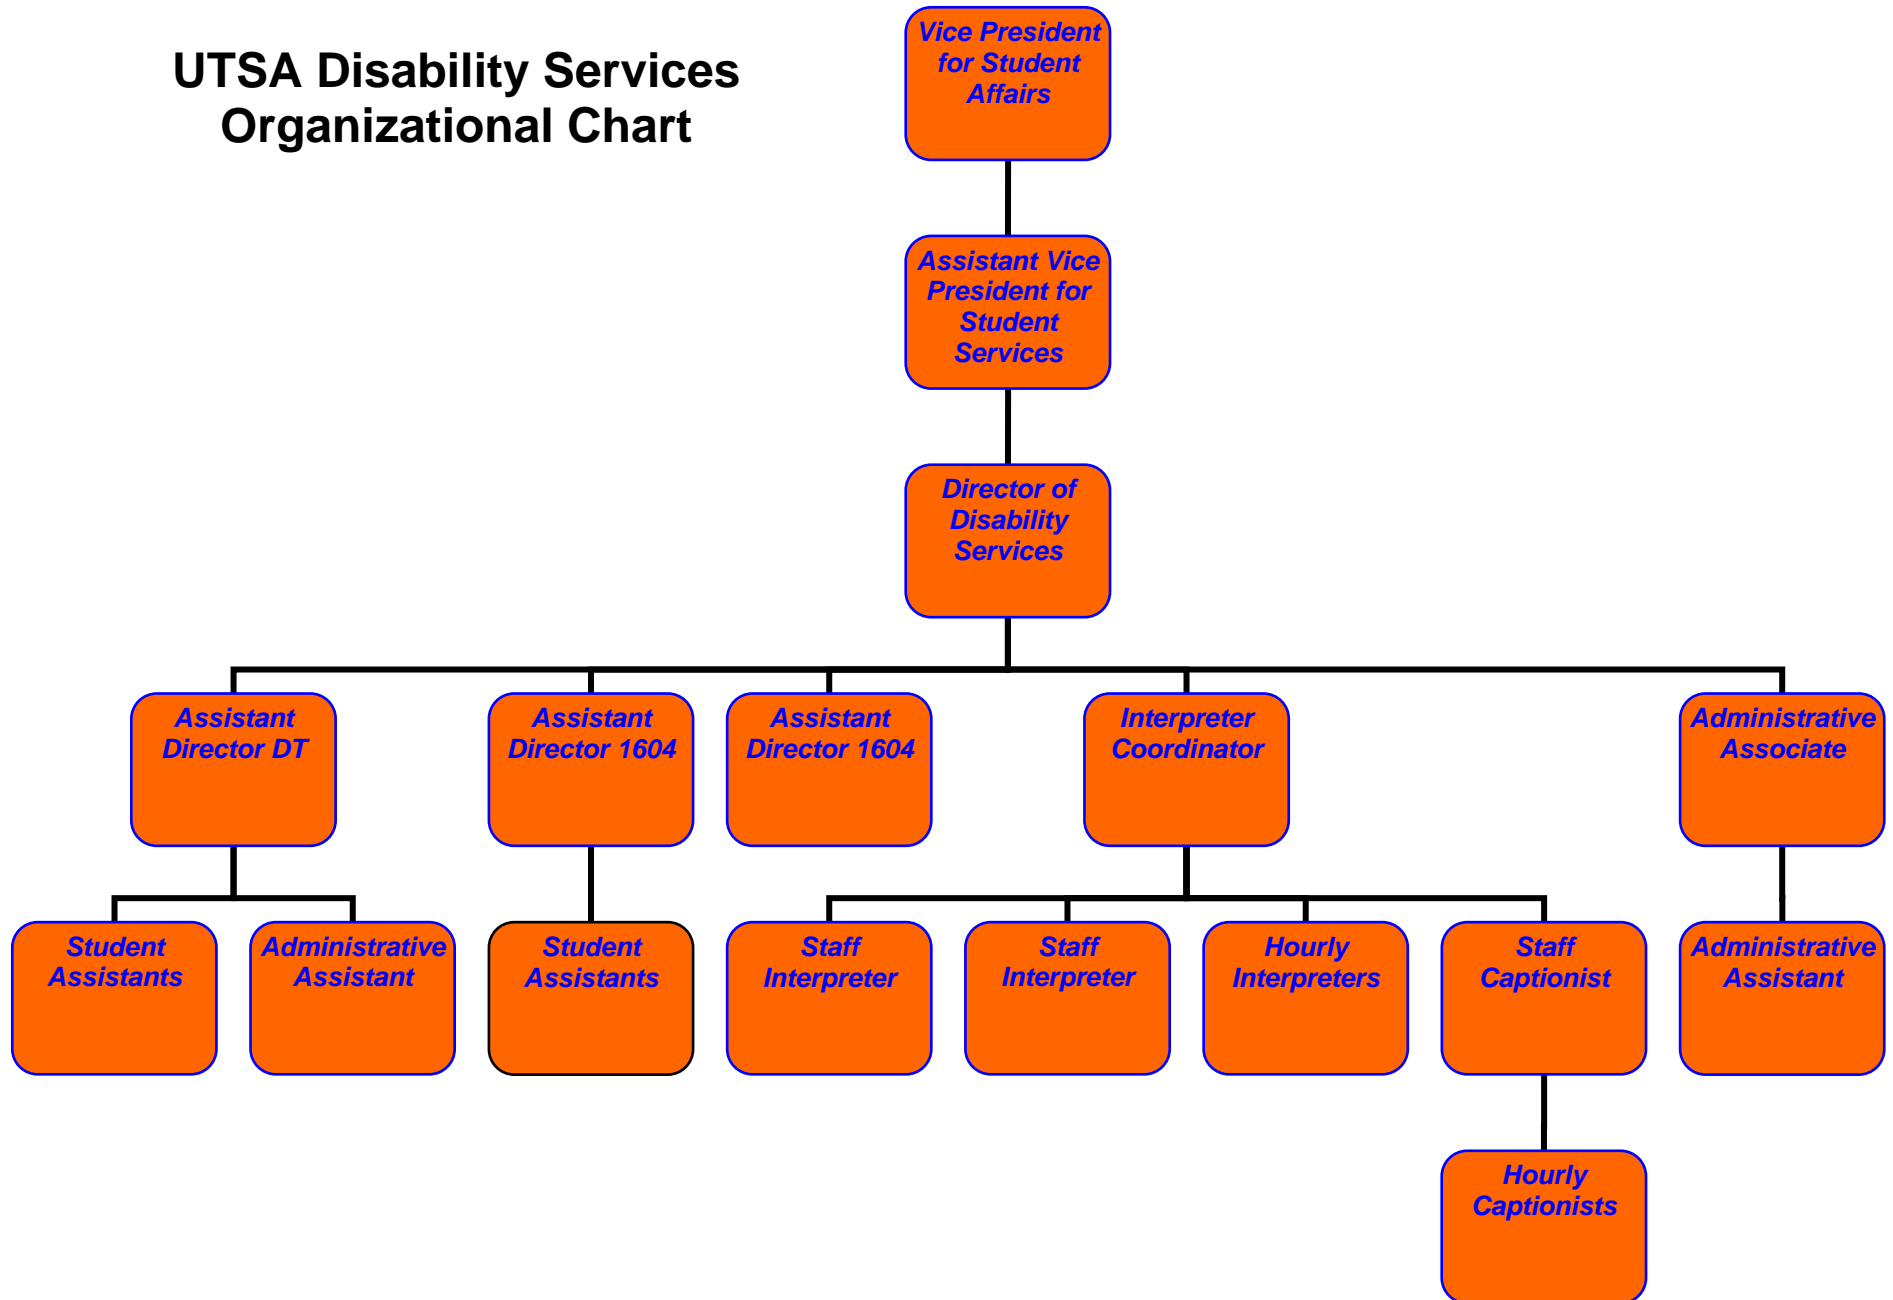 UTSA Disability Services
Organizational Chart
Vice President
for Student
Affairs
Assistant Vice
President for
Student
Services
Director of
Disability
Services
Assistant
Director DT
Assistant
Director 1604
Assistant
Director 1604
Interpreter
Coordinator
Administrative
Associate
Student
Assistants
Administrative
Assistant
Student
Assistants
Staff
Interpreter
Staff
Interpreter
Hourly
Interpreters
Staff
Captionist
Administrative
Assistant
Hourly
Captionists